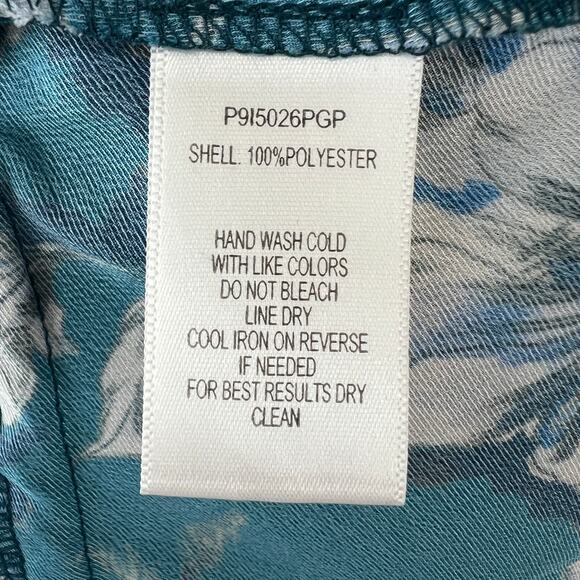 P9I5026PGP
SHELL. 100%POLYESTER
HAND WASH COLD
WITH LIKE COLORS
DO NOT BLEACH
LINE DRY
COOL IRON ON REVERSE
IF NEEDED
FOR BEST RESULTS DRY
CLEAN